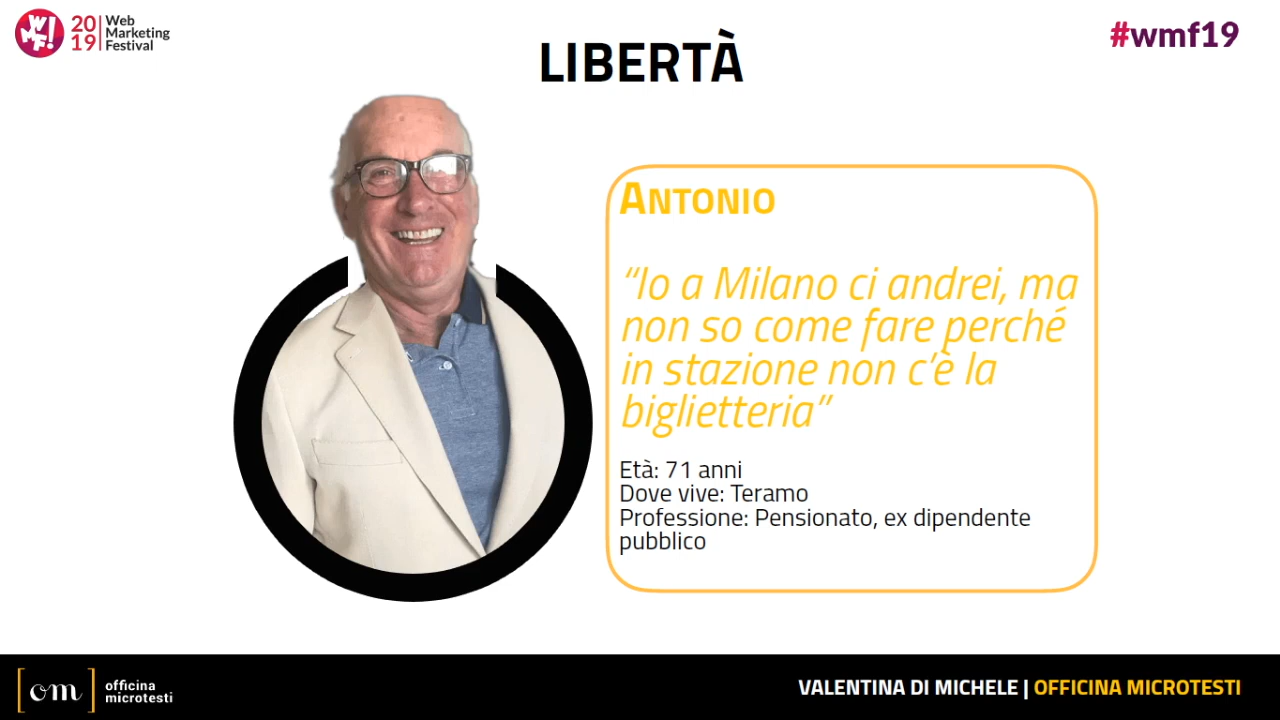 WMF!
2019
Web
Marketing
Festival
#wmf19
LIBERTÀ
ANTONIO
“Io a Milano ci andrei, ma
non so come fare perché
in stazione non c’è la
biglietteria”
Età: 71 anni
Dove vive: Teramo
Professione: Pensionato, ex dipendente
pubblico
[om]
officina
microtesti
VALENTINA DI MICHELE | OFFICINA MICROTESTI